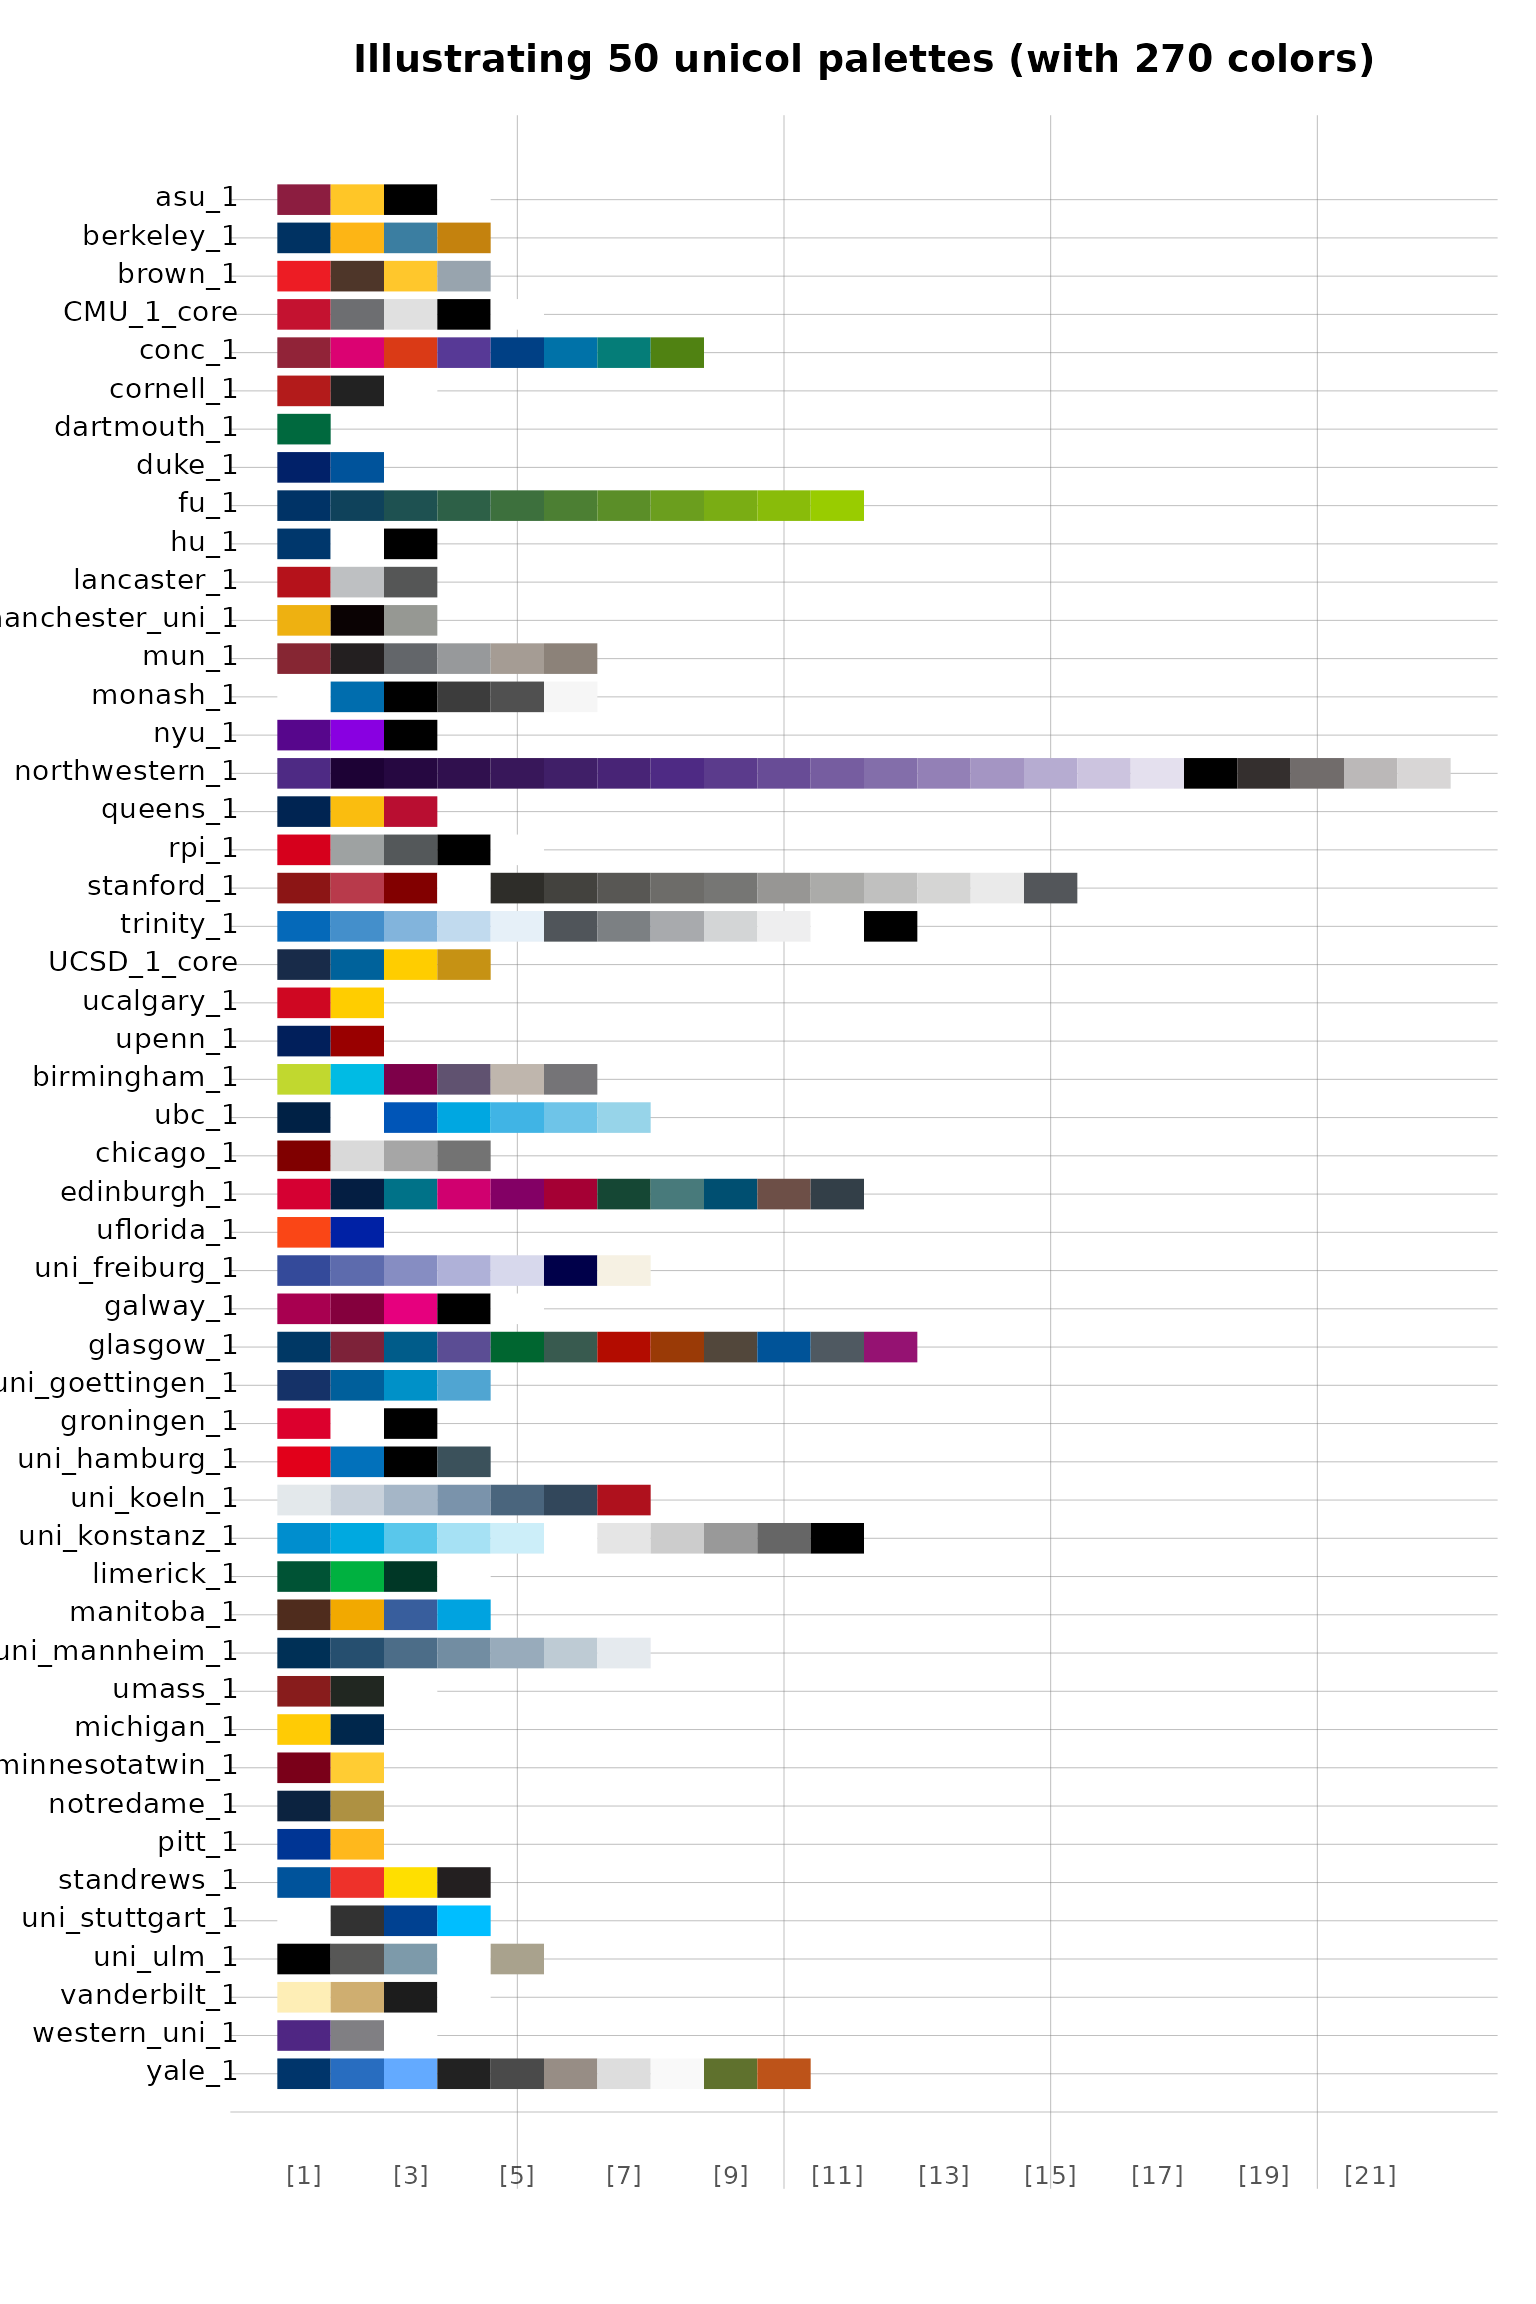 Illustrating 50 unicol palettes (with 270 colors)
asu_1
berkeley_1
brown_1
CMU_1_core
conc_1
cornell_1
dartmouth_1
duke_1
fu_1
hu_1
lancaster_1
anchester_uni_1
mun_1
monash_1
nyu_1
northwestern_1
queens_1
rpi_1
stanford_1
trinity_1
UCSD_1_core
ucalgary_1
upenn_1
birmingham_1
ubc_1
chicago_1
edinburgh_1
uflorida_1
uni_freiburg_1
galway_1
glasgow_1
uni_goettingen_1
groningen_1
uni_hamburg_1
uni_koeln_1
uni_konstanz_1
limerick_1
manitoba_1
uni_mannheim_1
umass_1
michigan_1
minnesotatwin_1
notredame_1
pitt_1
standrews_1
uni_stuttgart_1
uni_ulm_1
vanderbilt_1
western_uni_1
yale_1
[1] [3] [5] [7] [9] [11] [13] [15] [17] [19] [21]